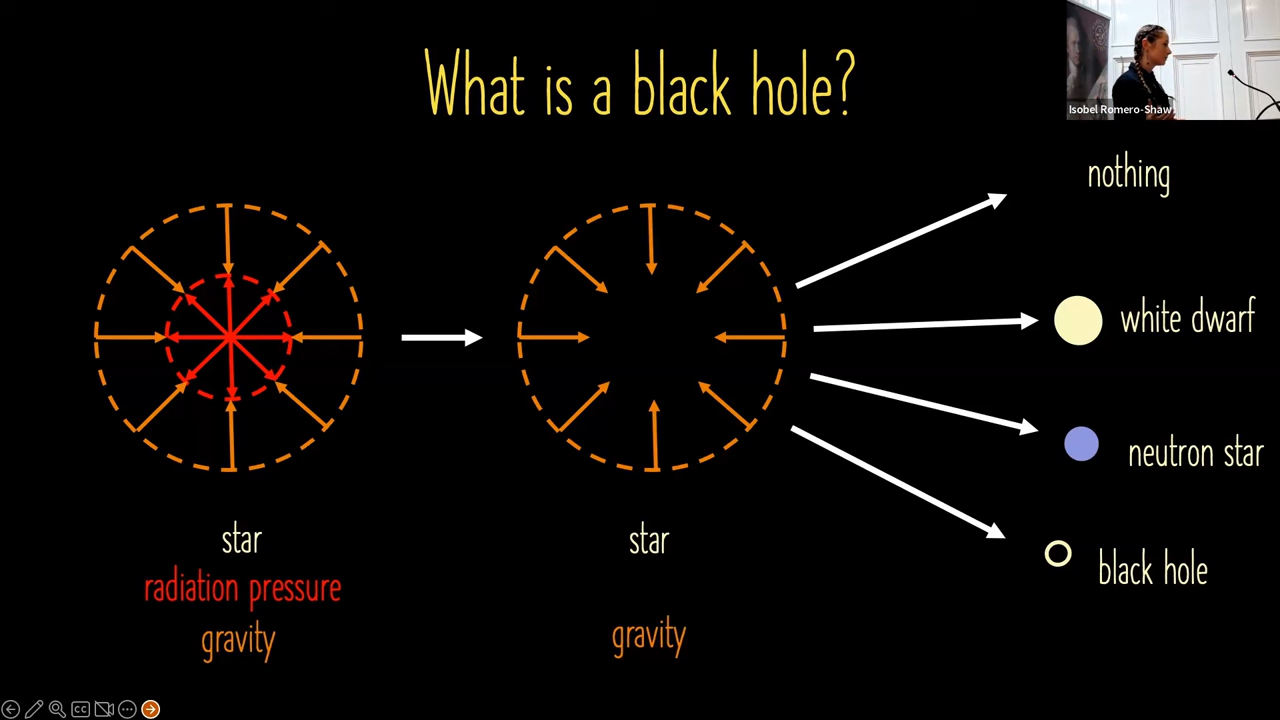 What is a black hole?
Isobel Romero-Shaw
nothing
white dwarf
neutron star
black hole
star
radiation pressure
gravity
star
gravity
CC